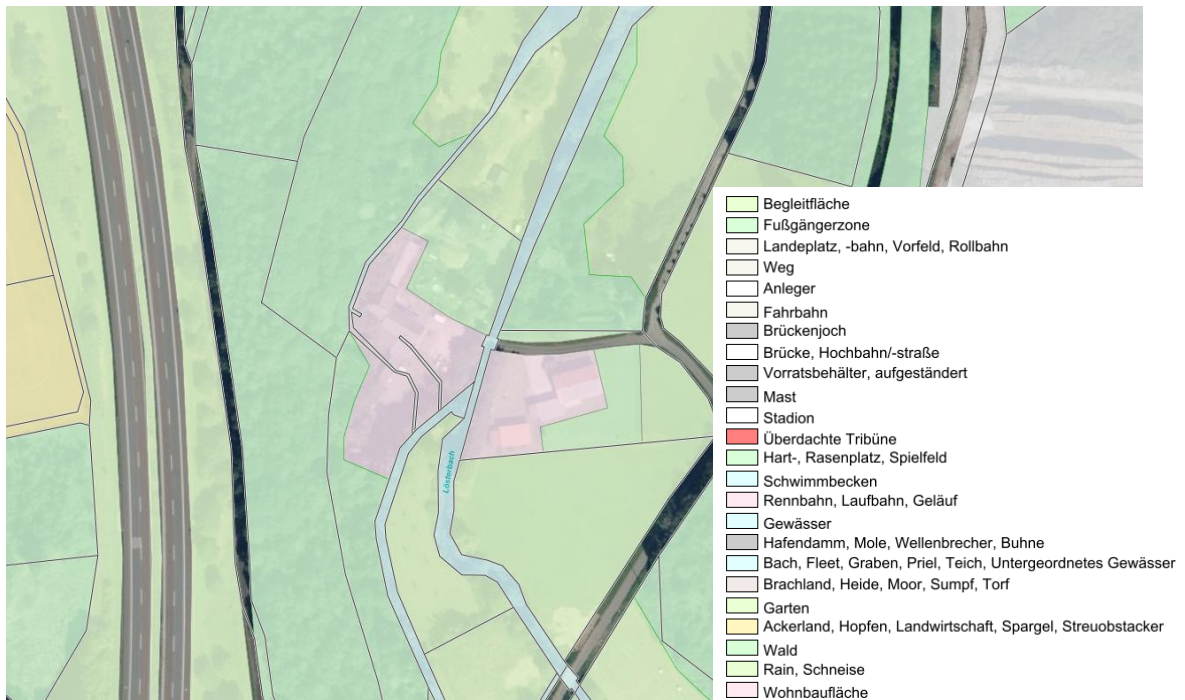 Lösterbach
Begleitfläche
Fußgängerzone
Landeplatz, -bahn, Vorfeld, Rollbahn
Weg
Anleger
Fahrbahn
Brückenjoch
Brücke, Hochbahn/-straße
Vorratsbehälter, aufgeständert
Mast
Stadion
Überdachte Tribüne
Hart-, Rasenplatz, Spielfeld
Schwimmbecken
Rennbahn, Laufbahn, Geläuf
Gewässer
Hafendamm, Mole, Wellenbrecher, Buhne
Bach, Fleet, Graben, Priel, Teich, Untergeordnetes Gewässer
Brachland, Heide, Moor, Sumpf, Torf
Garten
Ackerland, Hopfen, Landwirtschaft, Spargel, Streuobstacker
Wald
Rain, Schneise
Wohnbaufläche